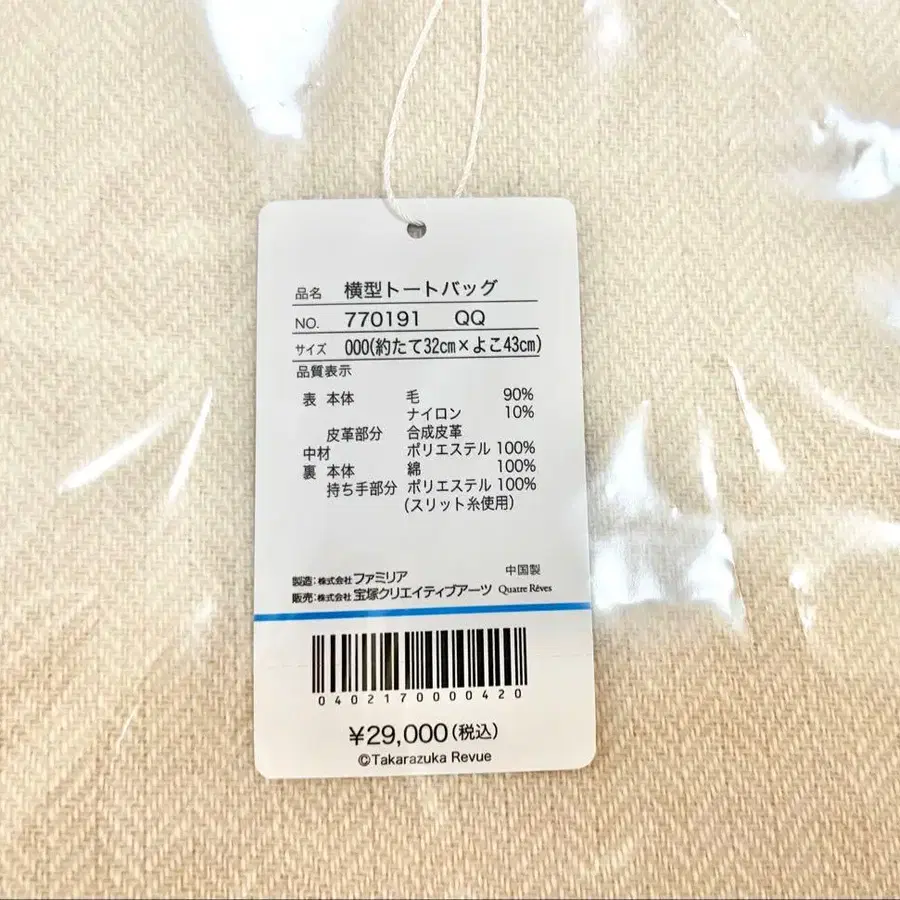 品名 横型トートバッグ
NO. 770191 QQ
サイズ 000(約たて32cm×よこ43cm)
品質表示
表 本体 毛 90%
ナイロン 10%
皮革部分 合成皮革
中材 ポリエステル 100%
裏 本体 綿 100%
持ち手部分 ポリエステル 100%
(スリット糸使用)
中国製
製造：株式会社ファミリア
販売：株式会社宝塚クリエイティブアーツ Quatre Rêves
0402170000420
¥29,000(税込)
©Takarazuka Revue